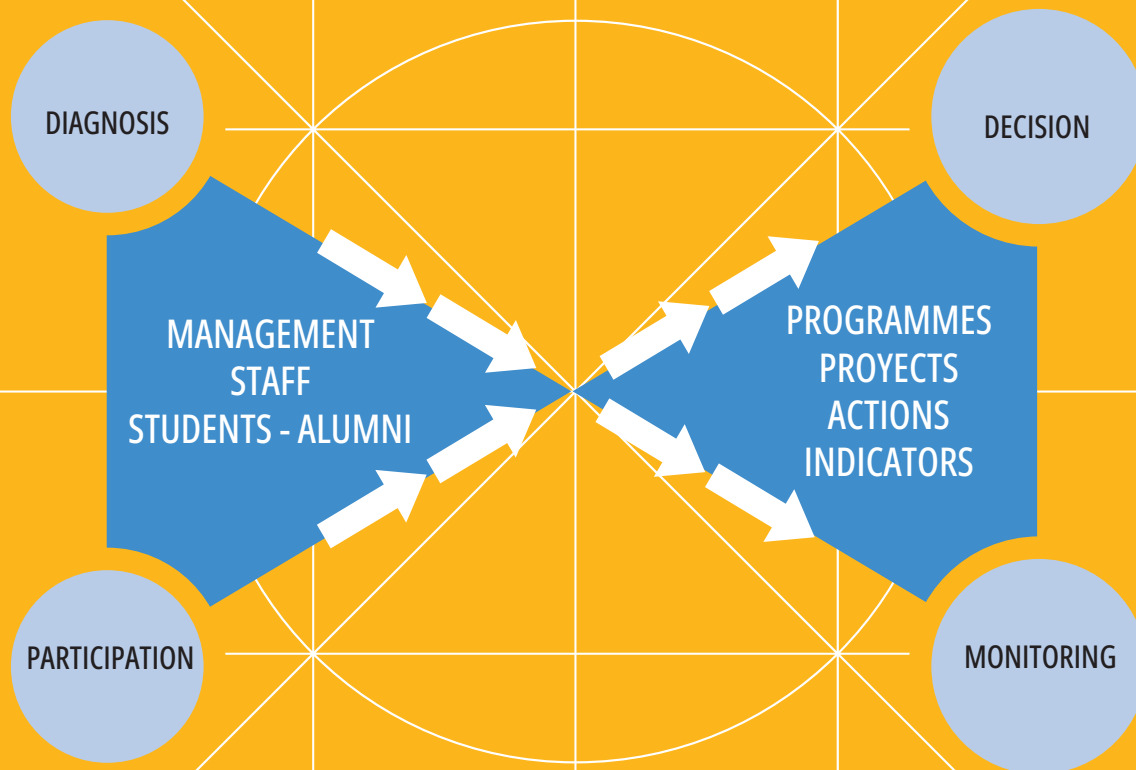 DIAGNOSIS
DECISION
MANAGEMENT
STAFF
STUDENTS - ALUMNI
PROGRAMMES
PROYECTS
ACTIONS
INDICATORS
PARTICIPATION
MONITORING